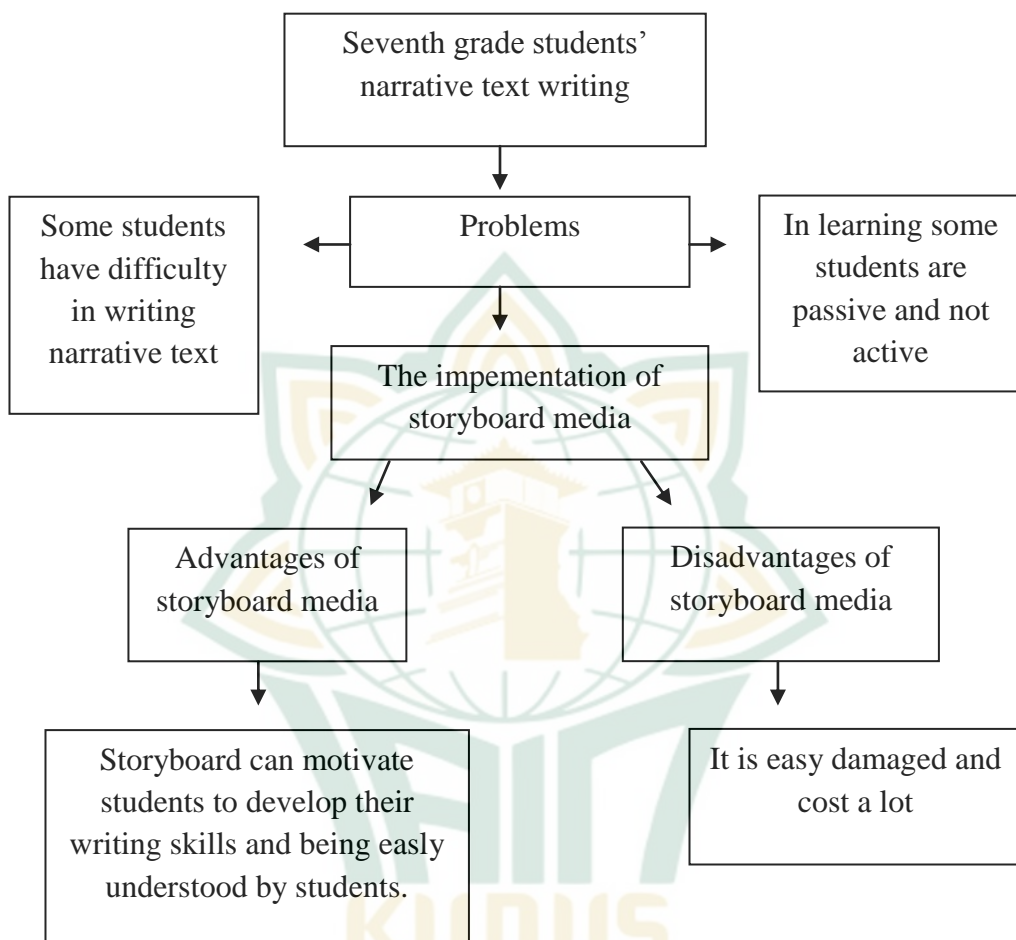 Seventh grade students’
narrative text writing
Problems
Some students
have difficulty
in writing
narrative text
In learning some
students are
passive and not
active
The impementation of
storyboard media
Advantages of
storyboard media
Disadvantages of
storyboard media
Storyboard can motivate
students to develop their
writing skills and being easly
understood by students.
It is easy damaged and
cost a lot
IAIN
KUDUS